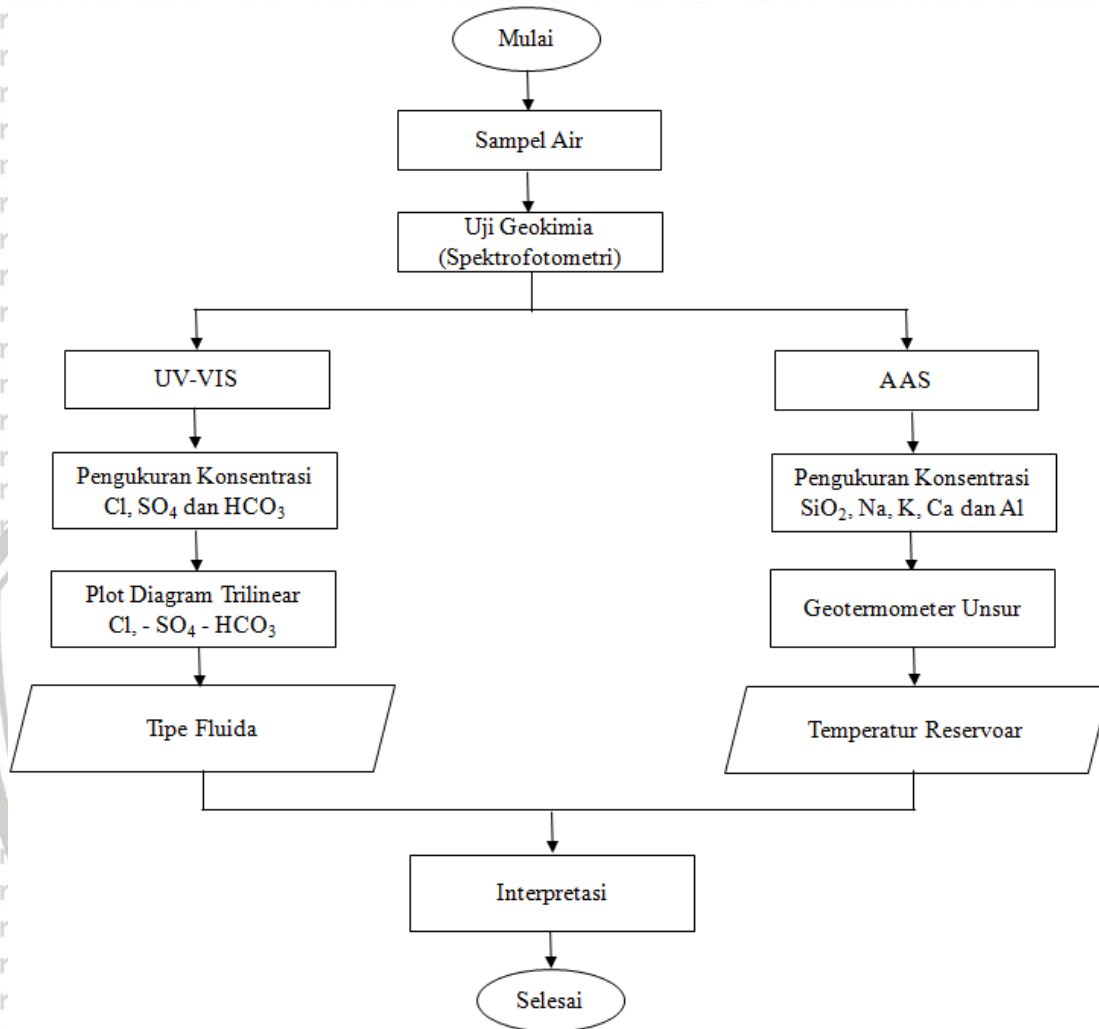 Mulai
Sampel Air
Uji Geokimia
(Spektrofotometri)
UV-VIS
AAS
Pengukuran Konsentrasi
Cl, SO₄ dan HCO₃
Pengukuran Konsentrasi
SiO₂, Na, K, Ca dan Al
Plot Diagram Trilinear
Cl, - SO₄ - HCO₃
Geotermometer Unsur
Tipe Fluida
Temperatur Reservoar
Interpretasi
Selesai